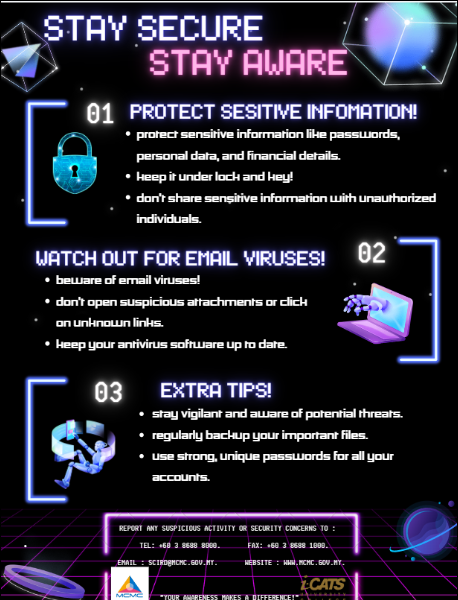 STAY SECURE
STAY AWARE
01 PROTECT SESITIVE INFOMATION!
• protect sensitive information like passwords,
personal data, and financial details.
• keep it under lock and key!
• don't share sensitive information with unauthorized
individuals.
WATCH OUT FOR EMAIL VIRUSES! 02
• beware of email viruses!
• don't open suspicious attachments or click
on unknown links.
• keep your antivirus software up to date.
03 EXTRA TIPS!
• stay vigilant and aware of potential threats.
• regularly backup your important files.
• use strong, unique passwords for all your
accounts.
REPORT ANY SUSPICIOUS ACTIVITY OR SECURITY CONCERNS TO :
TEL: +60 3 8688 8000. FAX: +60 3 8688 1000.
EMAIL : SCIRD@MCMC.GOV.MY. WEBSITE : WWW.MCMC.GOV.MY.
MCMC
i-CATS
"YOUR AWARENESS MAKES A DIFFERENCE!"